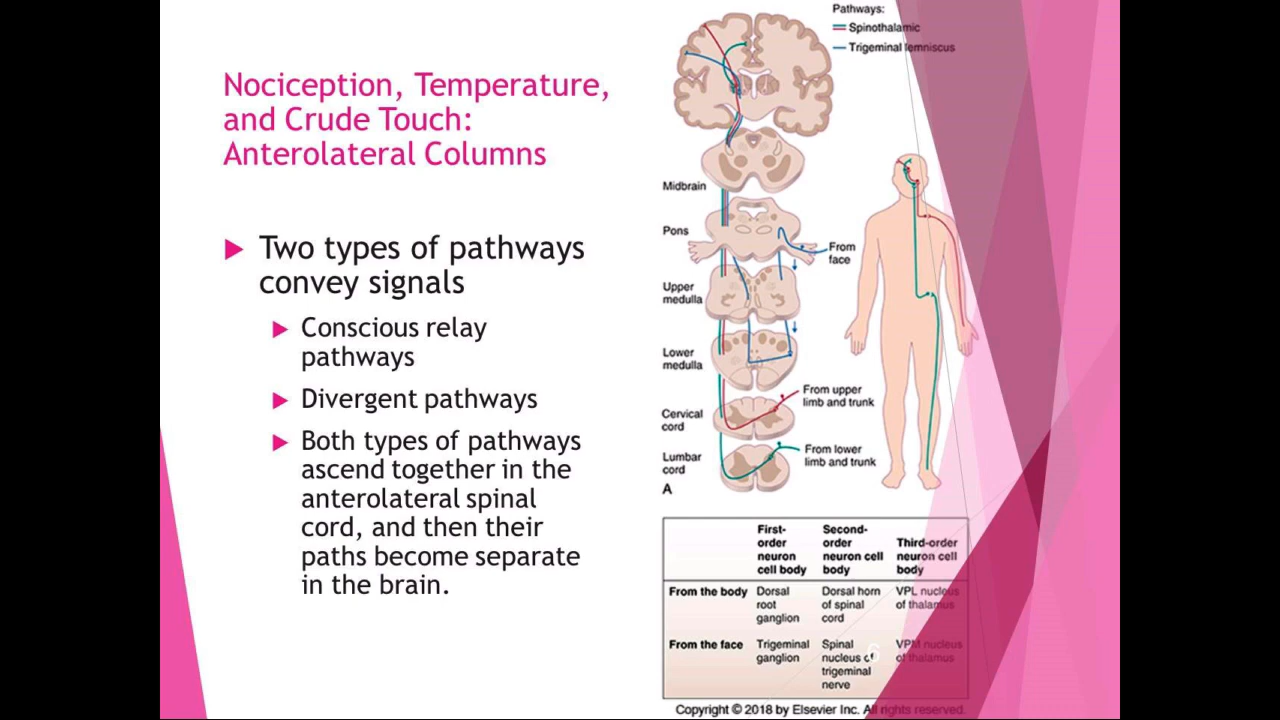 Nociception, Temperature,
and Crude Touch:
Anterolateral Columns
Two types of pathways
convey signals
Conscious relay
pathways
Divergent pathways
Both types of pathways
ascend together in the
anterolateral spinal
cord, and then their
paths become separate
in the brain.
Pathways:
Spinothalamic
Trigeminal lemniscus
Midbrain
Pons
From
face
Upper
medulla
Lower
medulla
From upper
limb and trunk
Cervical
cord
From lower
limb and trunk
Lumbar
cord
A
First-
order
neuron
cell body
Second-
order
neuron cell
body
Third-order
neuron cell
body
From the body
Dorsal
root
ganglion
Dorsal horn
of spinal
cord
VPL nucleus
of thalamus
From the face
Trigeminal
ganglion
Spinal
nucleus of
trigeminal
nerve
VPM nucleus
of thalamus
6
Copyright © 2018 by Elsevier Inc. All rights reserved.